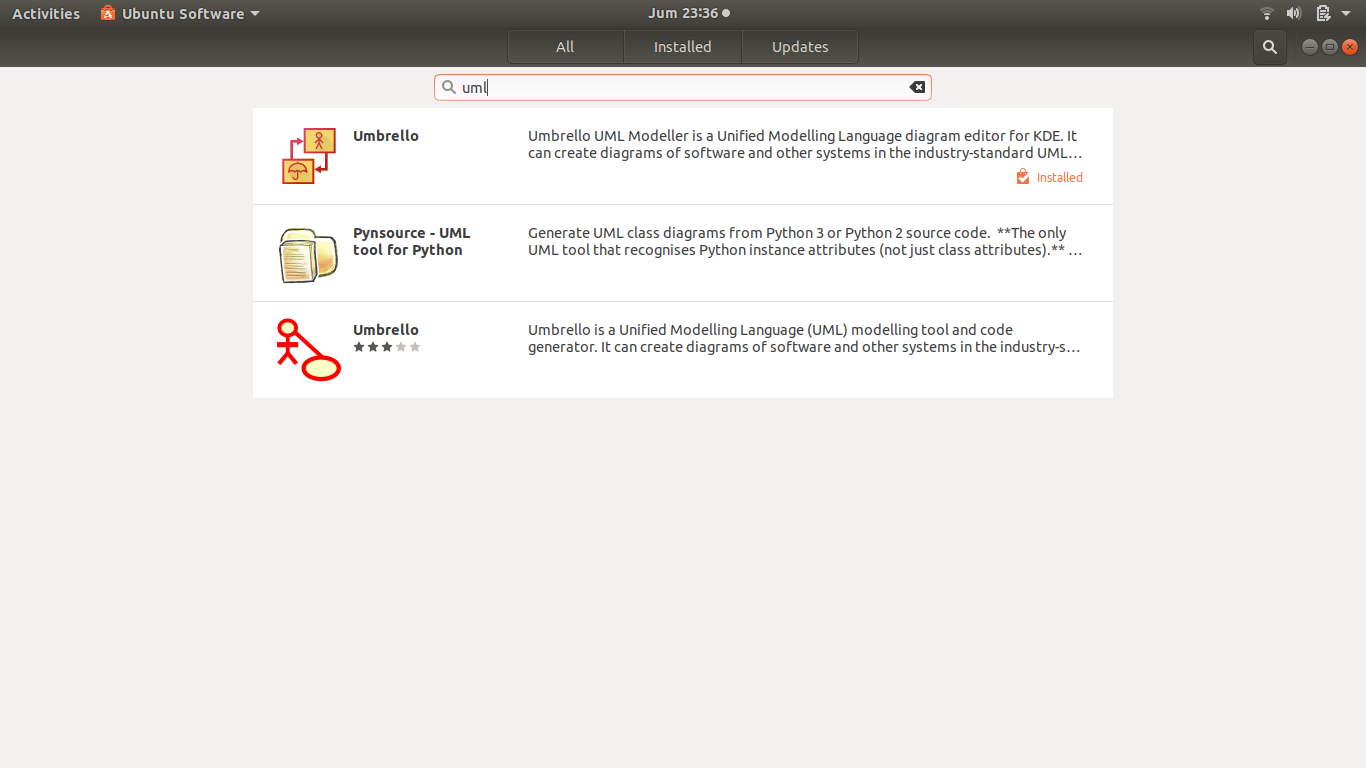 Activities Ubuntu Software Jum 23:36
All Installed Updates
uml
Umbrello
Umbrello UML Modeller is a Unified Modelling Language diagram editor for KDE. It
can create diagrams of software and other systems in the industry-standard UML…
Installed
Pynsource - UML
tool for Python
Generate UML class diagrams from Python 3 or Python 2 source code.  **The only
UML tool that recognises Python instance attributes (not just class attributes).** …
Umbrello
Umbrello is a Unified Modelling Language (UML) modelling tool and code
generator. It can create diagrams of software and other systems in the industry-s…